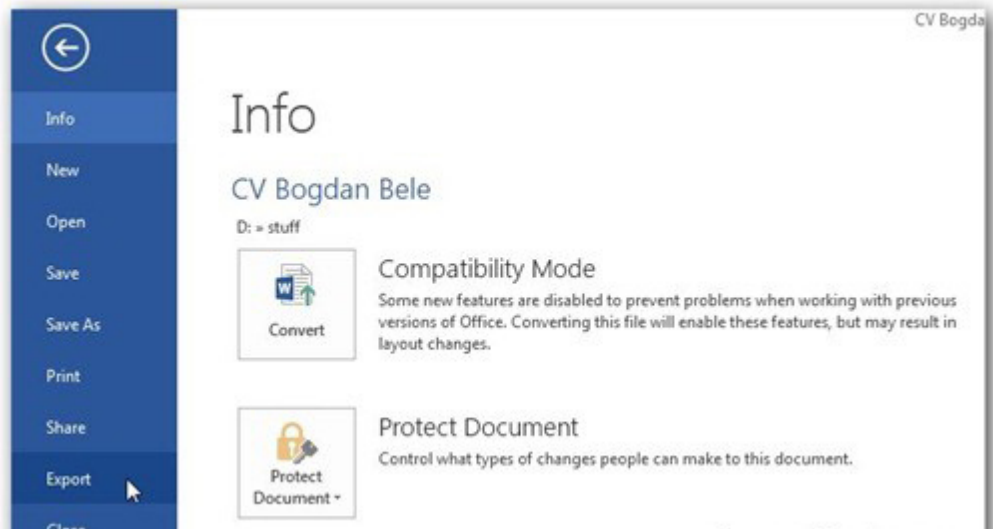 CV Bogda
Info
New
Open
Save
Save As
Print
Share
Export
Close
Info
CV Bogdan Bele
D: » stuff
Convert
Compatibility Mode
Some new features are disabled to prevent problems when working with previous
versions of Office. Converting this file will enable these features, but may result in
layout changes.
Protect
Document
Protect Document
Control what types of changes people can make to this document.